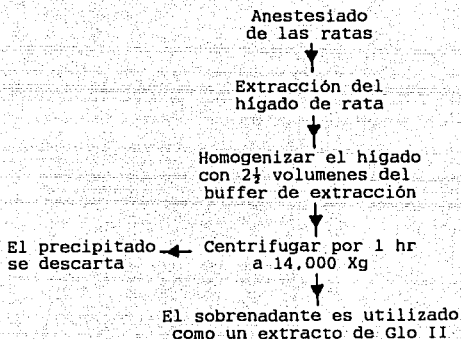 Anestesiado
de las ratas
Extracción del
hígado de rata
Homogenizar el hígado
con 2½ volumenes del
buffer de extracción
El precipitado
se descarta
Centrifugar por 1 hr
a 14,000 Xg
El sobrenadante es utilizado
como un extracto de Glo II